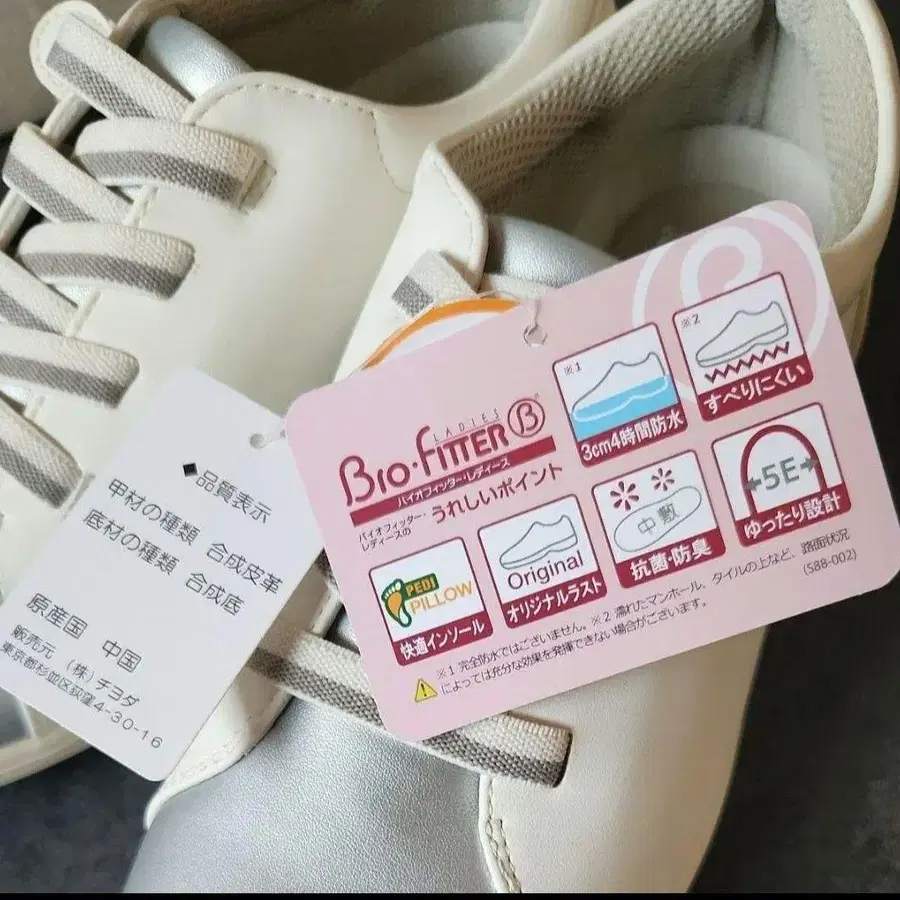 ◆品質表示
甲材の種類 合成皮革
底材の種類 合成底
原産国 中国
販売元 (株)チヨダ
東京都杉並区荻窪4-30-16
LADIES
Bio・FITTER B
バイオフィッター・レディース
バイオフィッター・
レディースの
うれしいポイント
※1
3cm4時間防水
※2
すべりにくい
PEDI
PILLOW
快適インソール
Original
オリジナルラスト
中敷
抗菌・防臭
5E
ゆったり設計
※1 完全防水ではございません。※2 濡れたマンホール、タイルの上など、路面状況
によっては充分な効果を発揮できない場合がございます。
(S88-002)